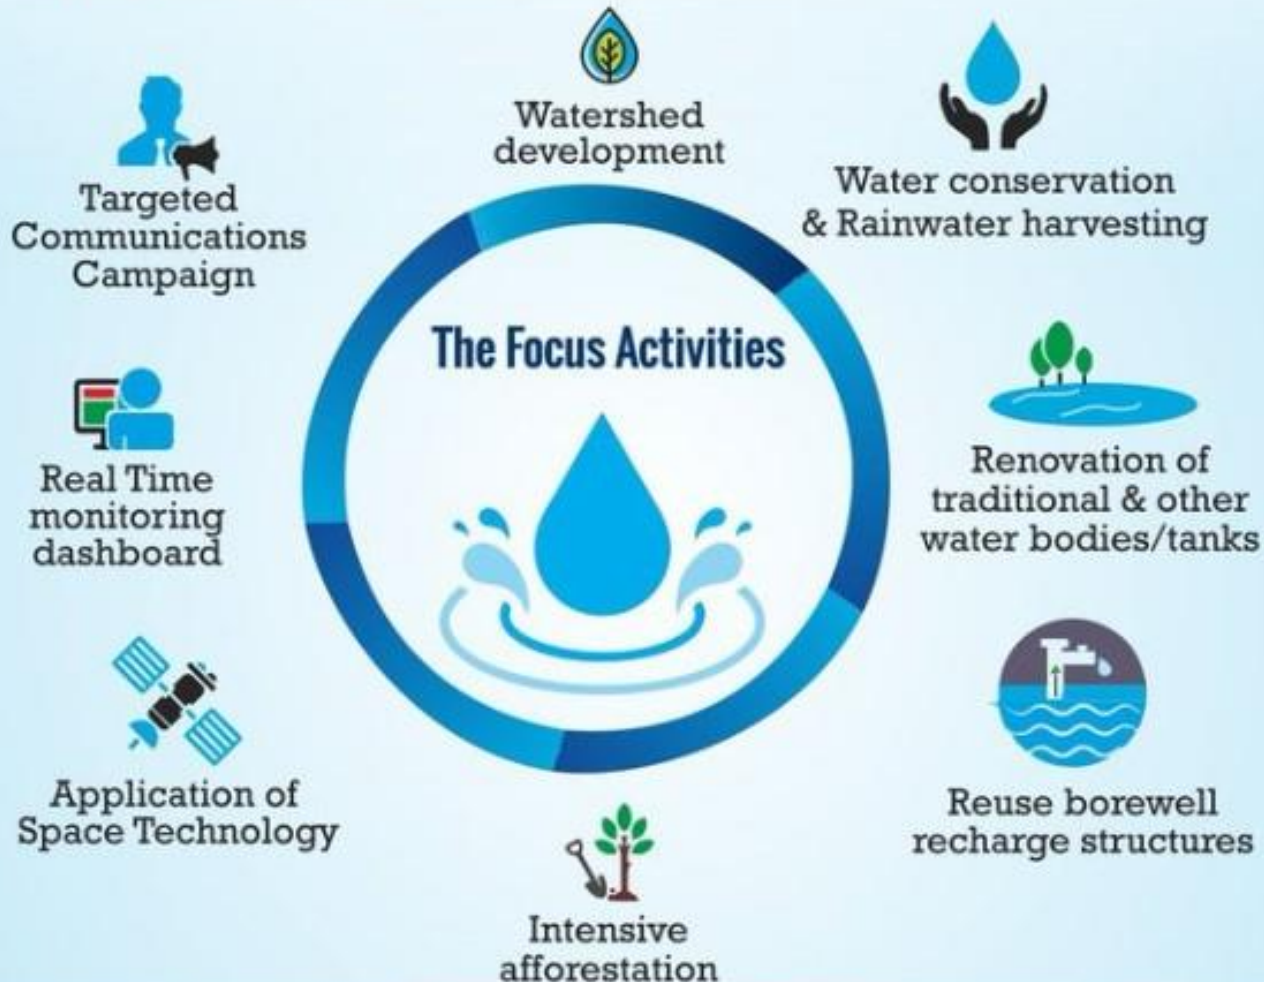 Watershed
development
Water conservation
& Rainwater harvesting
Renovation of
traditional & other
water bodies/tanks
Reuse borewell
recharge structures
Intensive
afforestation
Application of
Space Technology
Real Time
monitoring
dashboard
Targeted
Communications
Campaign
The Focus Activities